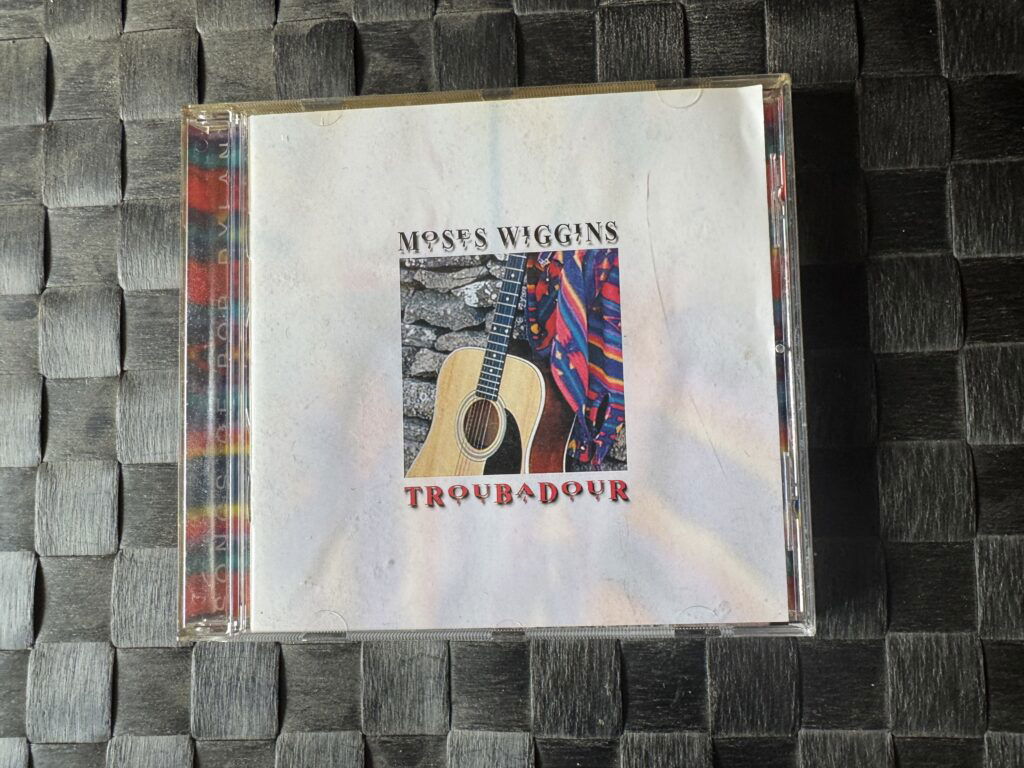 MOSES WIGGINS
TROUBADOUR
SONGS OF BOB DYLAN